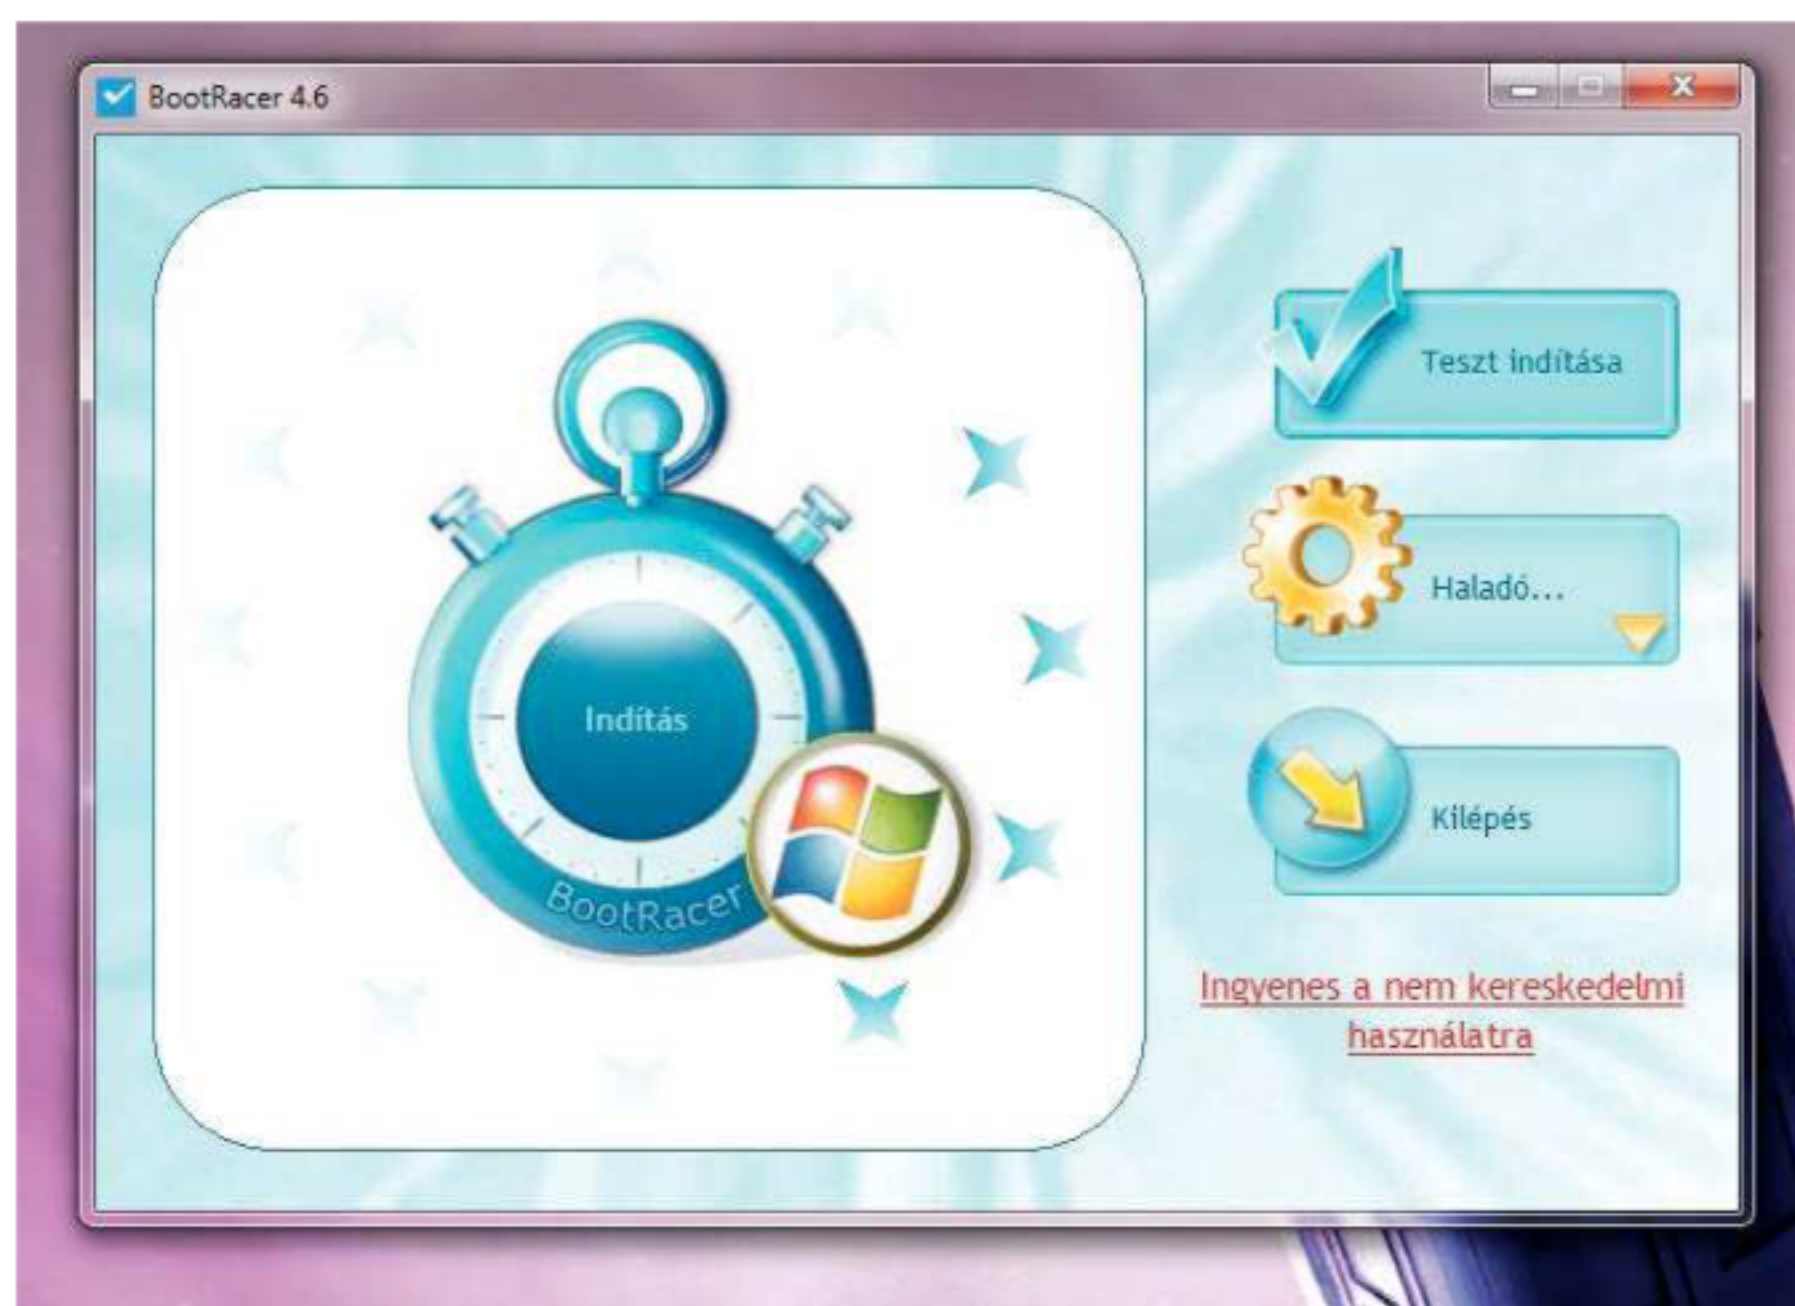 BootRacer 4.6
Teszt indítása
Haladó...
Indítás
Kilépés
BootRacer
Ingyenes a nem kereskedelmi
használatra